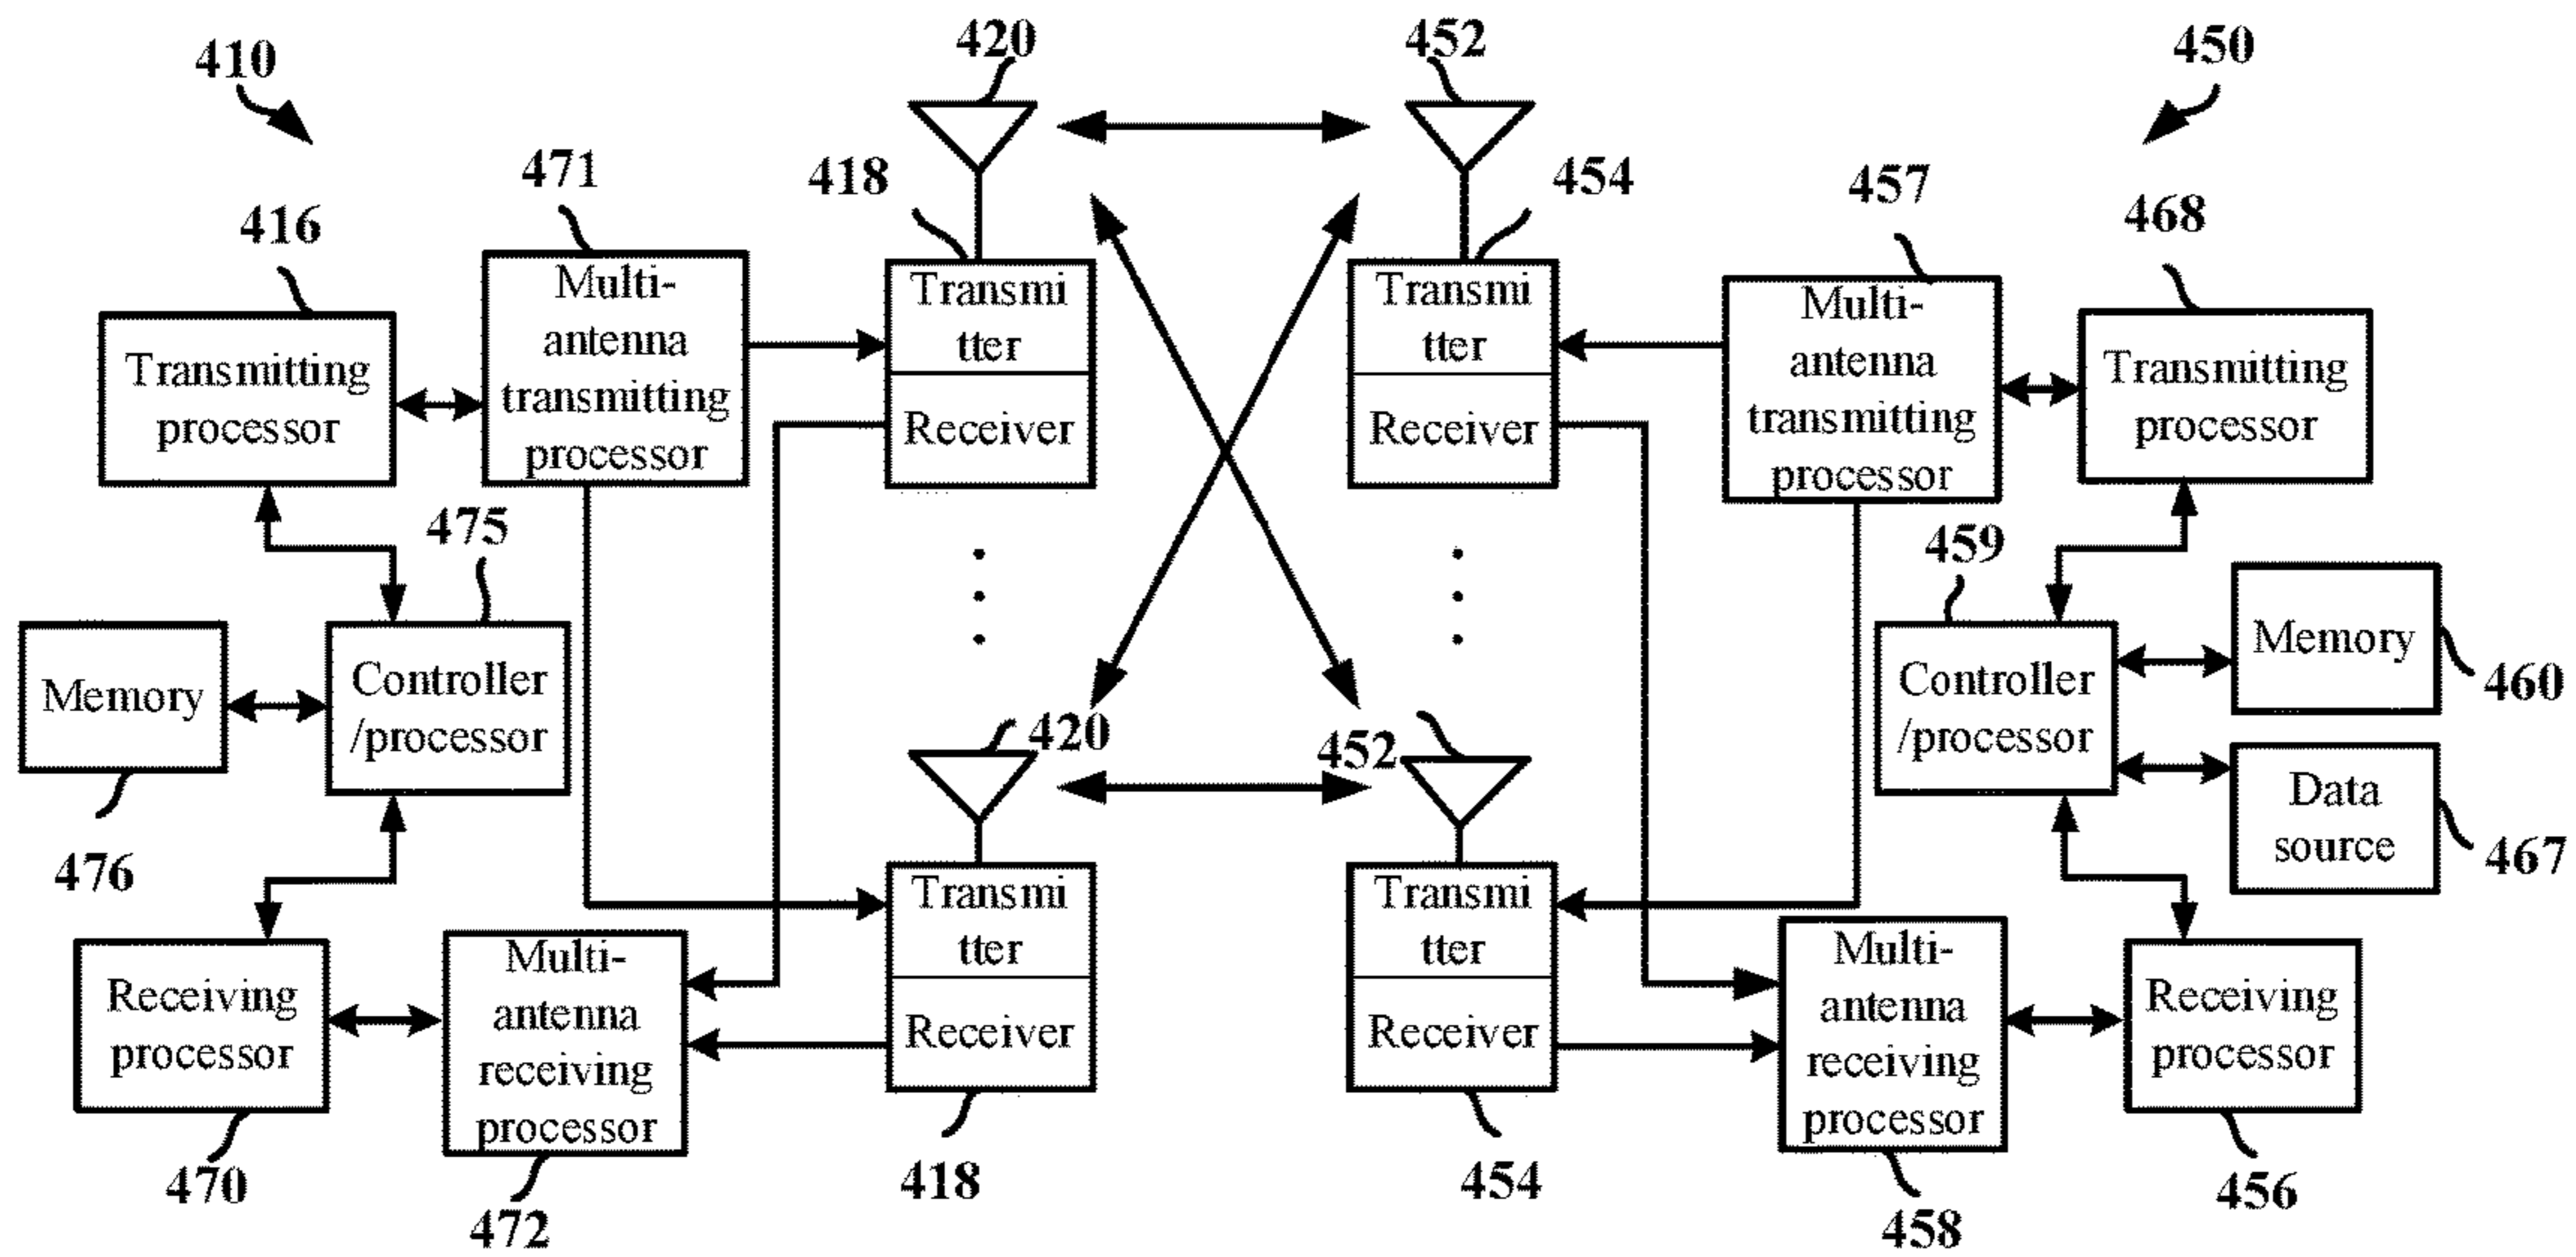 420
452
410
450
471
418
454
457
416
468
Multi-
antenna
transmitting
processor
Transmi
tter
Receiver
Transmi
tter
Receiver
Multi-
antenna
transmitting
processor
Transmitting
processor
Transmitting
processor
475
459
Memory
Controller
/processor
Controller
/processor
Memory
460
420
452
Data
source
467
476
Transmi
tter
Receiver
Transmi
tter
Receiver
Receiving
processor
Multi-
antenna
receiving
processor
Multi-
antenna
receiving
processor
Receiving
processor
470
472
418
454
458
456